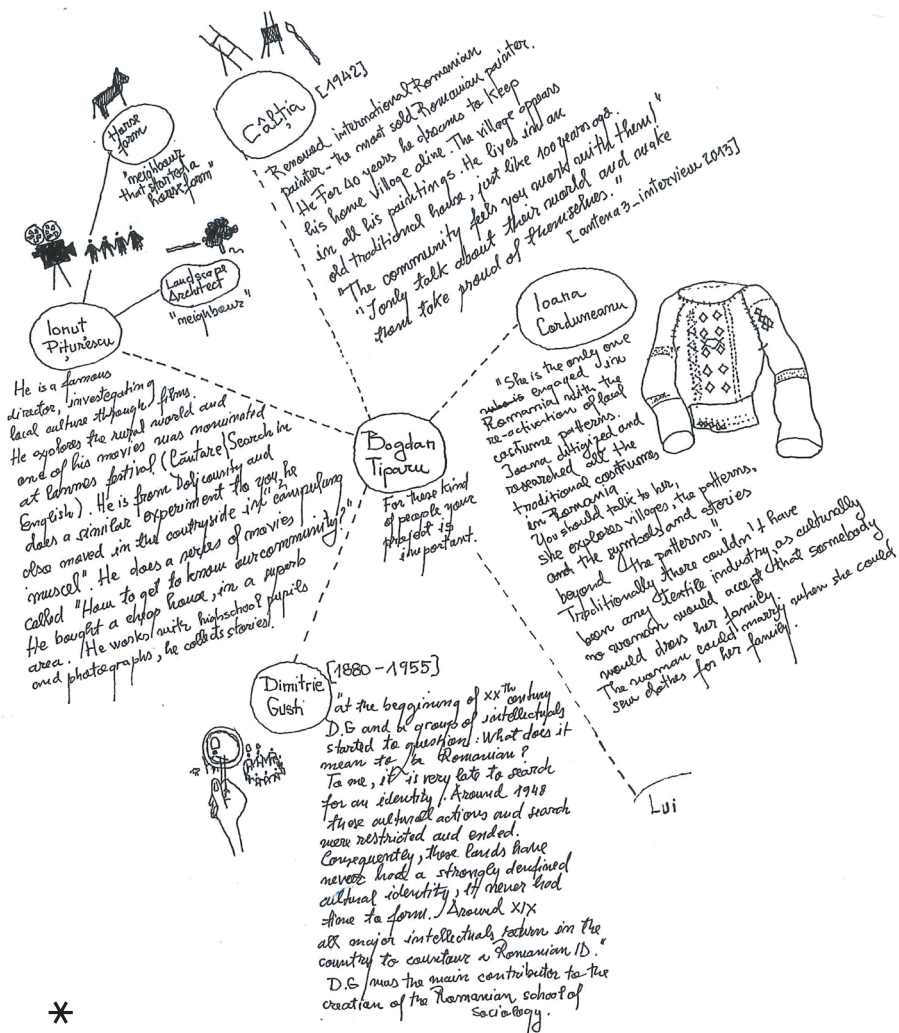 Horse
farm
"neighbour
that started a
horse farm"
Câlția
[1942]
Renowed international Romanian
painter - the most sold Romanian painter.
He For 40 years he dreams to keep
his home village alive. The village appears
in all his paintings. He lives in an
old traditional house, just like 100 years ago.
"The community feels you work with them!"
"I only talk about their world and make
them take proud of themselves."
[antena 3_interview 2013]
Landscape
Architect
"neighbour"
Ionuț
Piturescu
He is a famous
director, investegating
local culture through films.
He explores the rural world and
one of his movies was nominated
at Cannes festival. (Căutare/Search in
English). He is from Dolj county and
does a similar "experiment to you, he
also moved in the countryside in "câmpulung
muscel". He does a series of movies
called "How to get to know our community?"
He bought a cheap house, in a superb
area. He works with highschool pupils
and photographs, he collects stories!
Ioana
Corduneanu
"She is the only one
engaged in
Romania with the
re-activation of local
costume patterns.
Ioana digized and
researched all the
traditional costiumes
in Romania.
You should talk to her,
she explores villages, the patterns,
and the symbols and stories
beyond the patterns"
Traditionally there couldn't have
been any textile industry, as culturally
no woman would accept that somebody
would dress her family.
The woman could marry when she could
sew clothes for her family.
Bogdan
Tiparu
For these kind
of people your
project is
important.
Dimitrie
Gusti
[1880-1955]
"at the beggining of XXth century
D.G and a group of intellectuals
started to question: What does it
mean to be a Romanian?
To me, it is very late to search
for an identity. Around 1948
these cultural actions and search
were restricted and ended.
Consequently, these lands have
never had a strongly denfined
cultural identity, it never had
time to form. Around XIX
all major intellectuals return in the
country to countour a Romanian ID."
D.G was the main contributor to the
creation of the Romanian school of
Sociology.
Lui
*